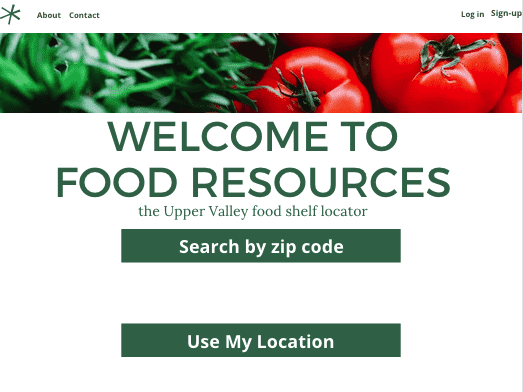 About Contact Log in Sign-up
WELCOME TO
FOOD RESOURCES
the Upper Valley food shelf locator
Search by zip code
Use My Location